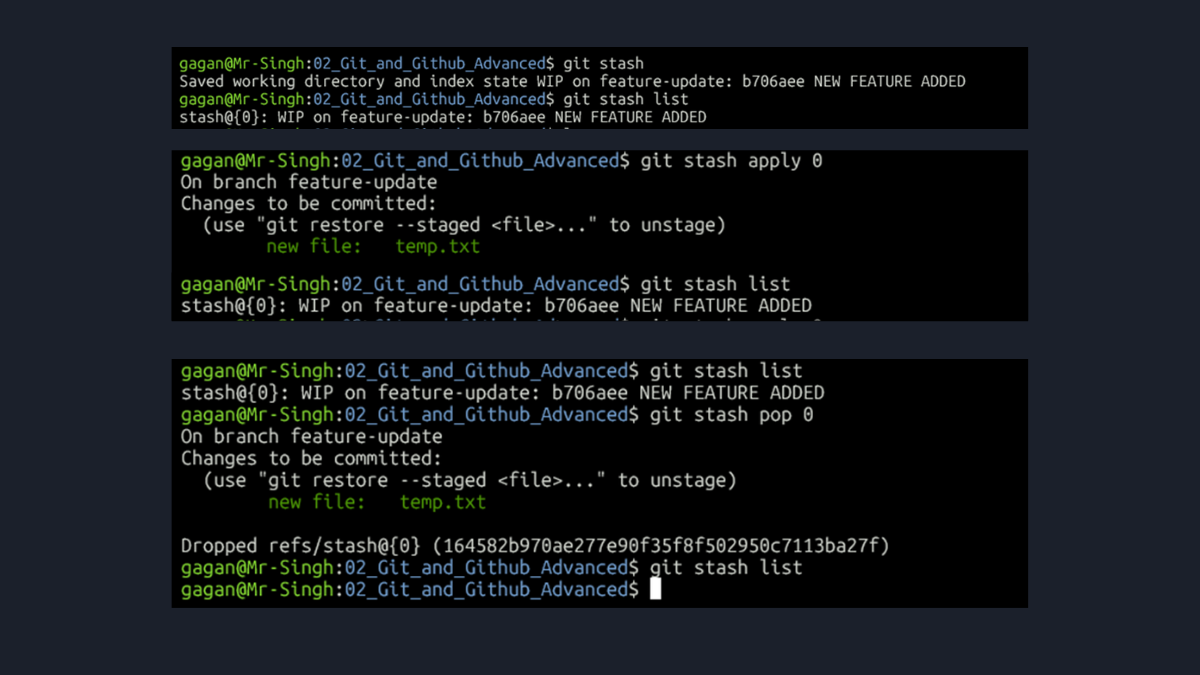 gagan@Mr-Singh:02_Git_and_Github_Advanced$ git stash
Saved working directory and index state WIP on feature-update: b706aee NEW FEATURE ADDED
gagan@Mr-Singh:02_Git_and_Github_Advanced$ git stash list
stash@{0}: WIP on feature-update: b706aee NEW FEATURE ADDED
gagan@Mr-Singh:02_Git_and_Github_Advanced$ git stash apply 0
On branch feature-update
Changes to be committed:
  (use "git restore --staged <file>..." to unstage)
        new file:   temp.txt
gagan@Mr-Singh:02_Git_and_Github_Advanced$ git stash list
stash@{0}: WIP on feature-update: b706aee NEW FEATURE ADDED
gagan@Mr-Singh:02_Git_and_Github_Advanced$ git stash list
stash@{0}: WIP on feature-update: b706aee NEW FEATURE ADDED
gagan@Mr-Singh:02_Git_and_Github_Advanced$ git stash pop 0
On branch feature-update
Changes to be committed:
  (use "git restore --staged <file>..." to unstage)
        new file:   temp.txt
Dropped refs/stash@{0} (164582b970ae277e90f35f8f502950c7113ba27f)
gagan@Mr-Singh:02_Git_and_Github_Advanced$ git stash list
gagan@Mr-Singh:02_Git_and_Github_Advanced$